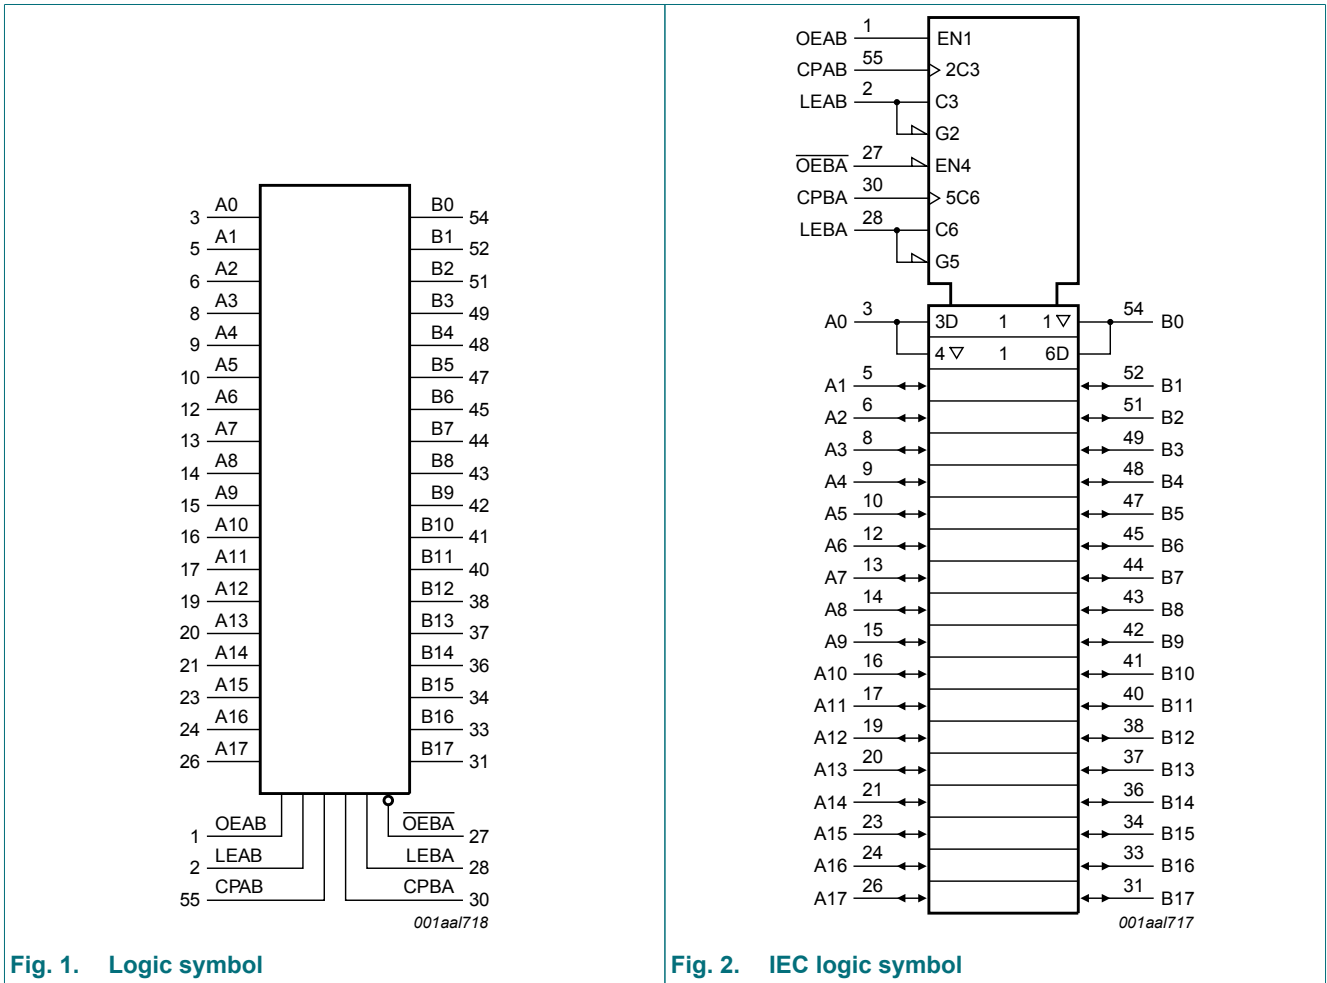 3 A0 B0 54
5 A1 B1 52
6 A2 B2 51
8 A3 B3 49
9 A4 B4 48
10 A5 B5 47
12 A6 B6 45
13 A7 B7 44
14 A8 B8 43
15 A9 B9 42
16 A10 B10 41
17 A11 B11 40
19 A12 B12 38
20 A13 B13 37
21 A14 B14 36
23 A15 B15 34
24 A16 B16 33
26 A17 B17 31
1 OEAB OEBA 27
2 LEAB LEBA 28
55 CPAB CPBA 30
001aal718
Fig. 1. Logic symbol
OEAB 1 EN1
CPAB 55 2C3
LEAB 2 C3
G2
OEBA 27 EN4
CPBA 30 5C6
LEBA 28 C6
G5
A0 3 3D 1 1 ▽ 54 B0
4 ▽ 1 6D
A1 5 52 B1
A2 6 51 B2
A3 8 49 B3
A4 9 48 B4
A5 10 47 B5
A6 12 45 B6
A7 13 44 B7
A8 14 43 B8
A9 15 42 B9
A10 16 41 B10
A11 17 40 B11
A12 19 38 B12
A13 20 37 B13
A14 21 36 B14
A15 23 34 B15
A16 24 33 B16
A17 26 31 B17
001aal717
Fig. 2. IEC logic symbol